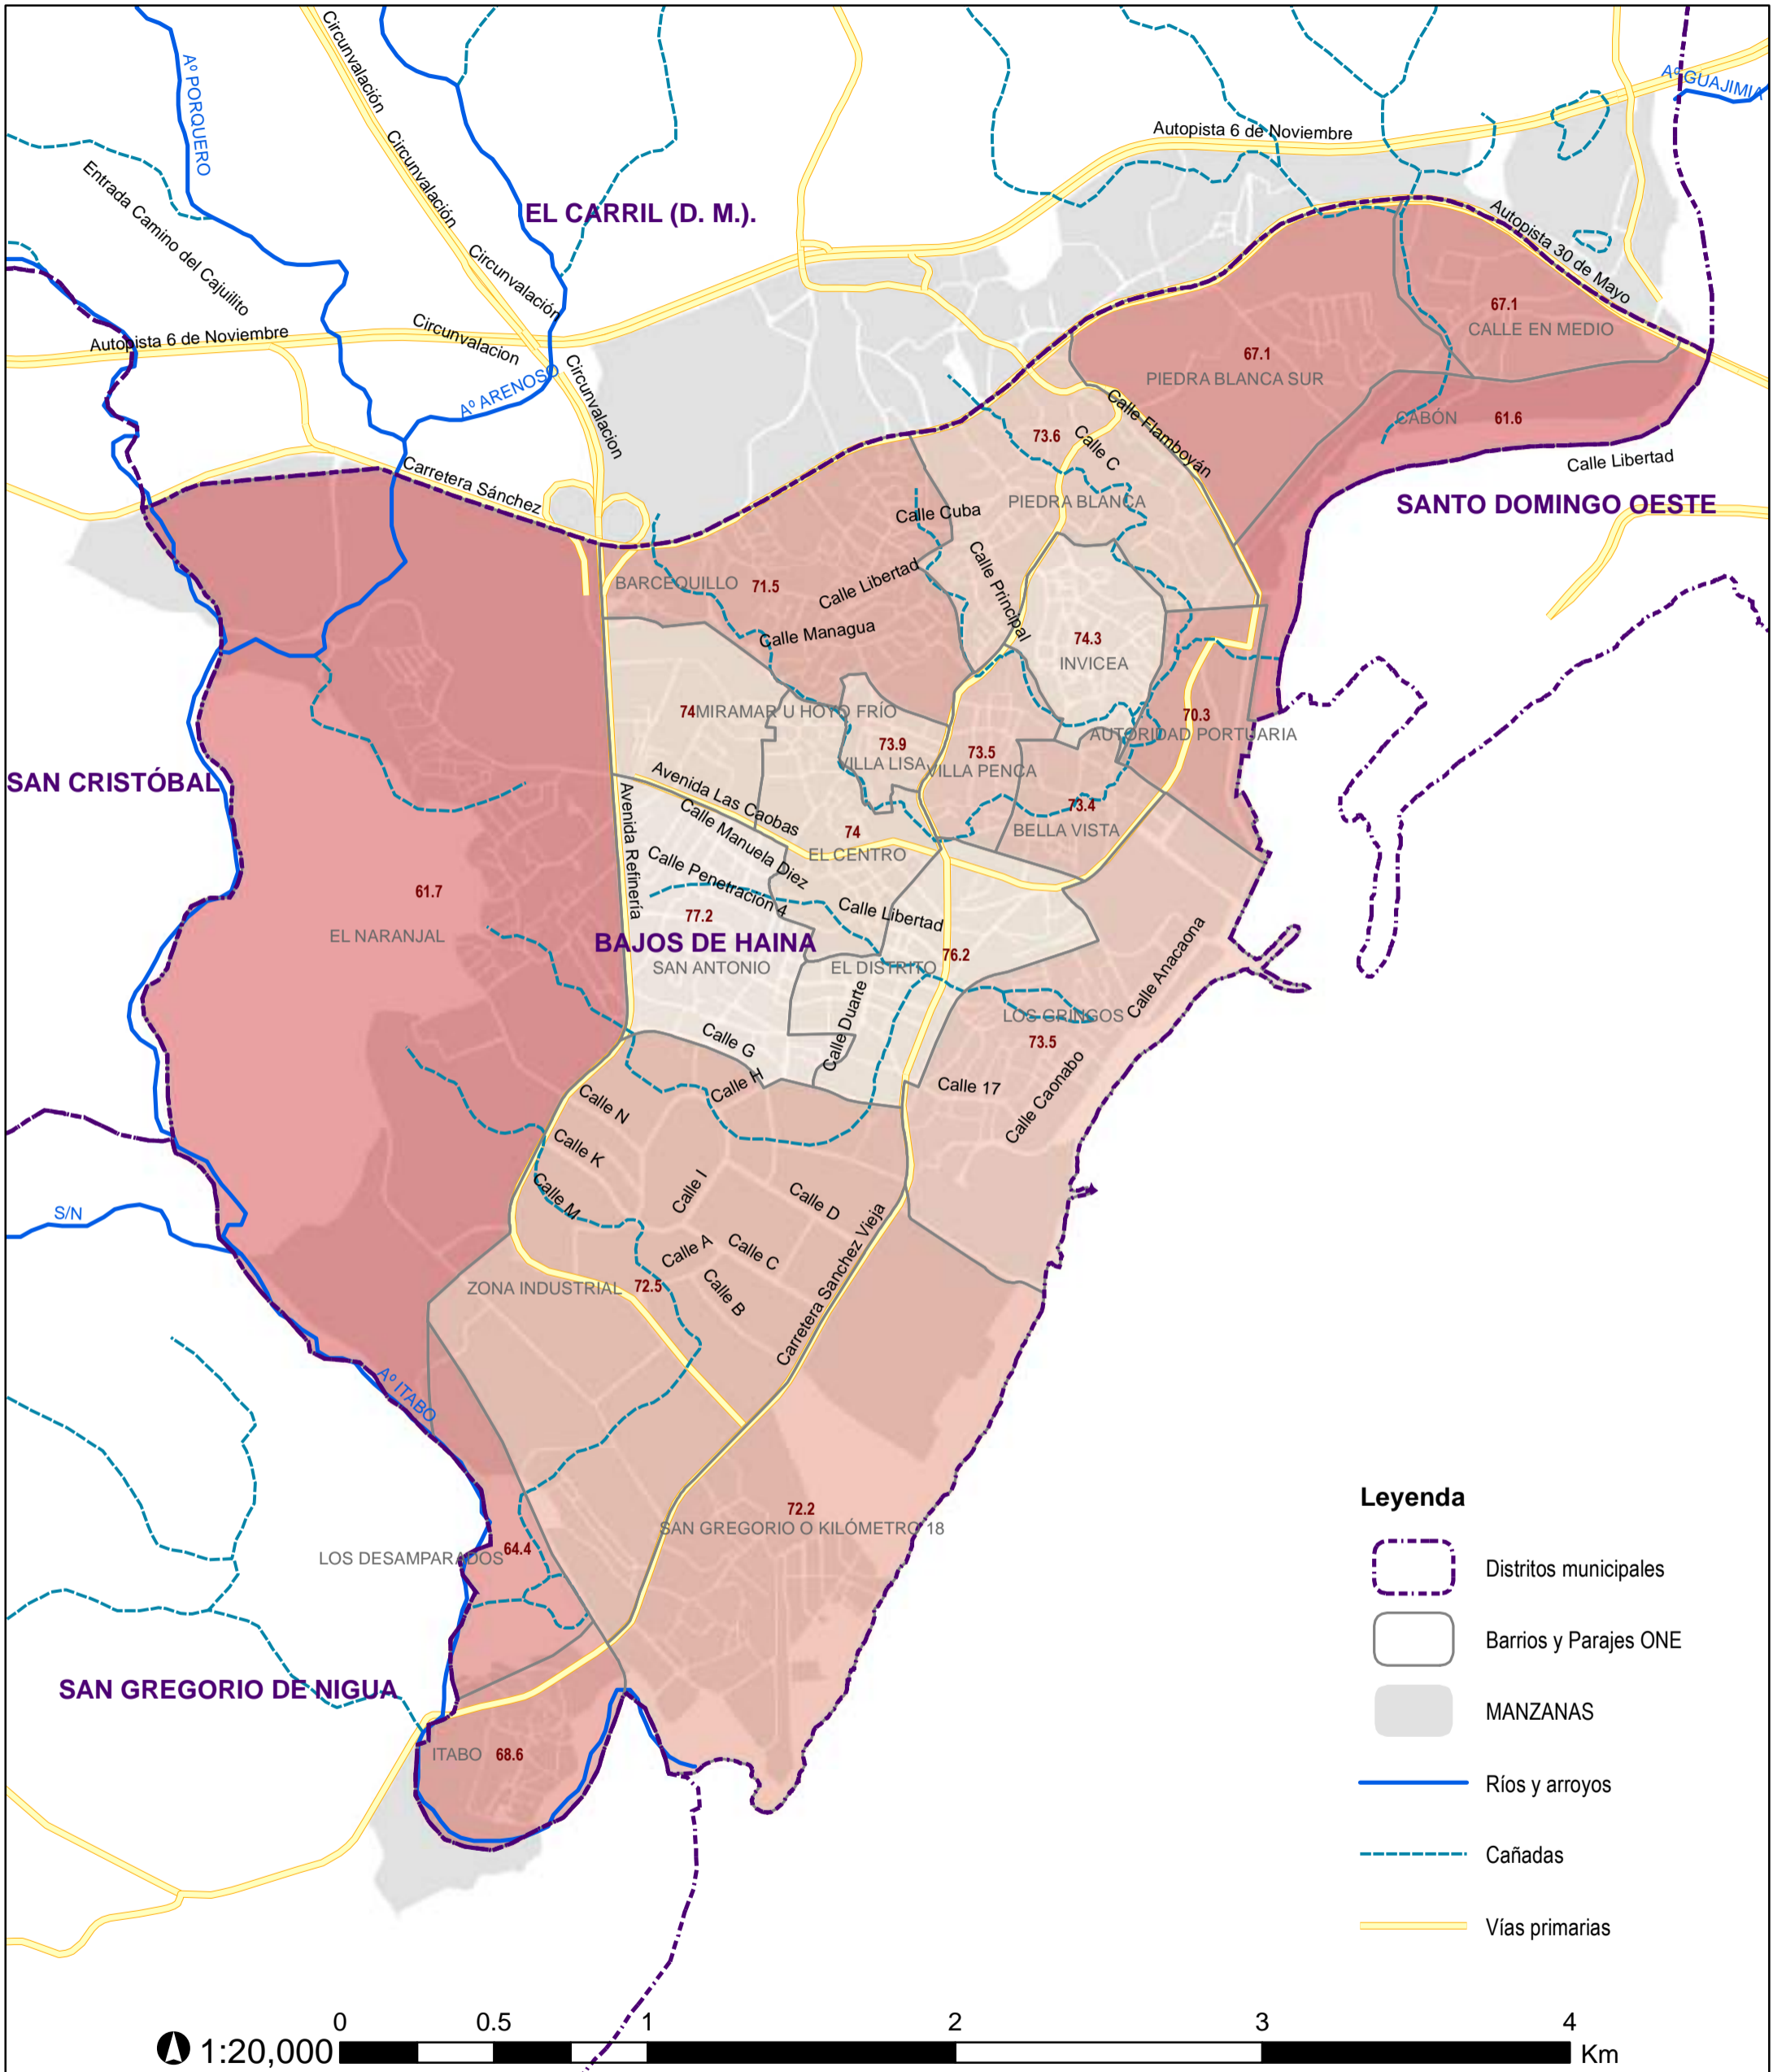 Circunvalación
Aº PORQUERO
Aº GUAJIMIA
Autopista 6 de Noviembre
Circunvalación
Entrada Camino del Cajuilito
EL CARRIL (D. M.).
Autopista 30 de Mayo
Circunvalación
67.1
CALLE EN MEDIO
Autopista 6 de Noviembre
Circunvalacion
67.1
PIEDRA BLANCA SUR
Circunvalacion
Aº ARENOSO
Calle Flamboyán
CABÓN
61.6
73.6
Calle C
Calle Libertad
Carretera Sánchez
PIEDRA BLANCA
SANTO DOMINGO OESTE
Calle Cuba
Calle Principal
BARCEQUILLO
71.5
Calle Libertad
Calle Managua
74.3
INVICEA
74
MIRAMAR U HOYO FRÍO
70.3
AUTORIDAD PORTUARIA
73.9
VILLA LISA
73.5
VILLA PENCA
SAN CRISTÓBAL
Avenida Las Caobas
73.4
BELLA VISTA
Avenida Refinería
Calle Manuela Diez
74
EL CENTRO
Calle Penetración 4
61.7
EL NARANJAL
77.2
Calle Libertad
BAJOS DE HAINA
SAN ANTONIO
76.2
EL DISTRITO
Calle Anacaona
Calle Duarte
LOS GRINGOS
73.5
Calle G
Calle H
Calle 17
Calle Caonabo
Calle N
Calle K
Calle M
Calle I
Calle D
S/N
Calle A
Calle C
Calle B
Carretera Sanchez Vieja
ZONA INDUSTRIAL
72.5
Aº ITABO
72.2
SAN GREGORIO O KILÓMETRO 18
64.4
LOS DESAMPARADOS
SAN GREGORIO DE NIGUA
ITABO
68.6
Leyenda
Distritos municipales
Barrios y Parajes ONE
MANZANAS
Ríos y arroyos
Cañadas
Vías primarias
0 0.5 1 2 3 4
1:20,000
Km